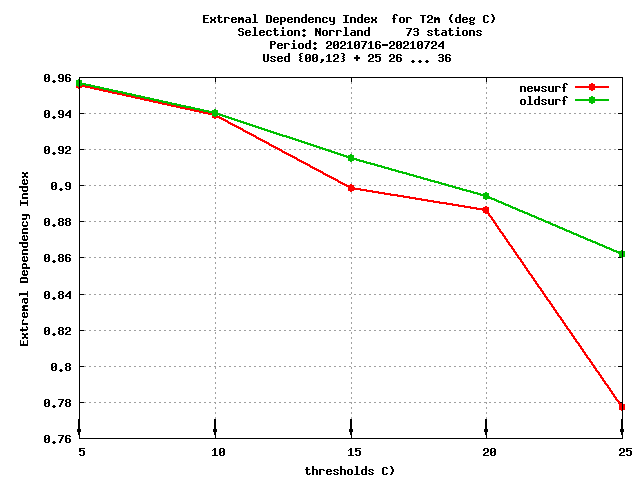 Extremal Dependency Index  for T2m (deg C)
Selection: Norrland     73 stations
Period: 20210716-20210724
Used {00,12} + 25 26 ... 36
newsurf
oldsurf
Extremal Dependency Index
0.96
0.94
0.92
0.9
0.88
0.86
0.84
0.82
0.8
0.78
0.76
5 10 15 20 25
thresholds C)